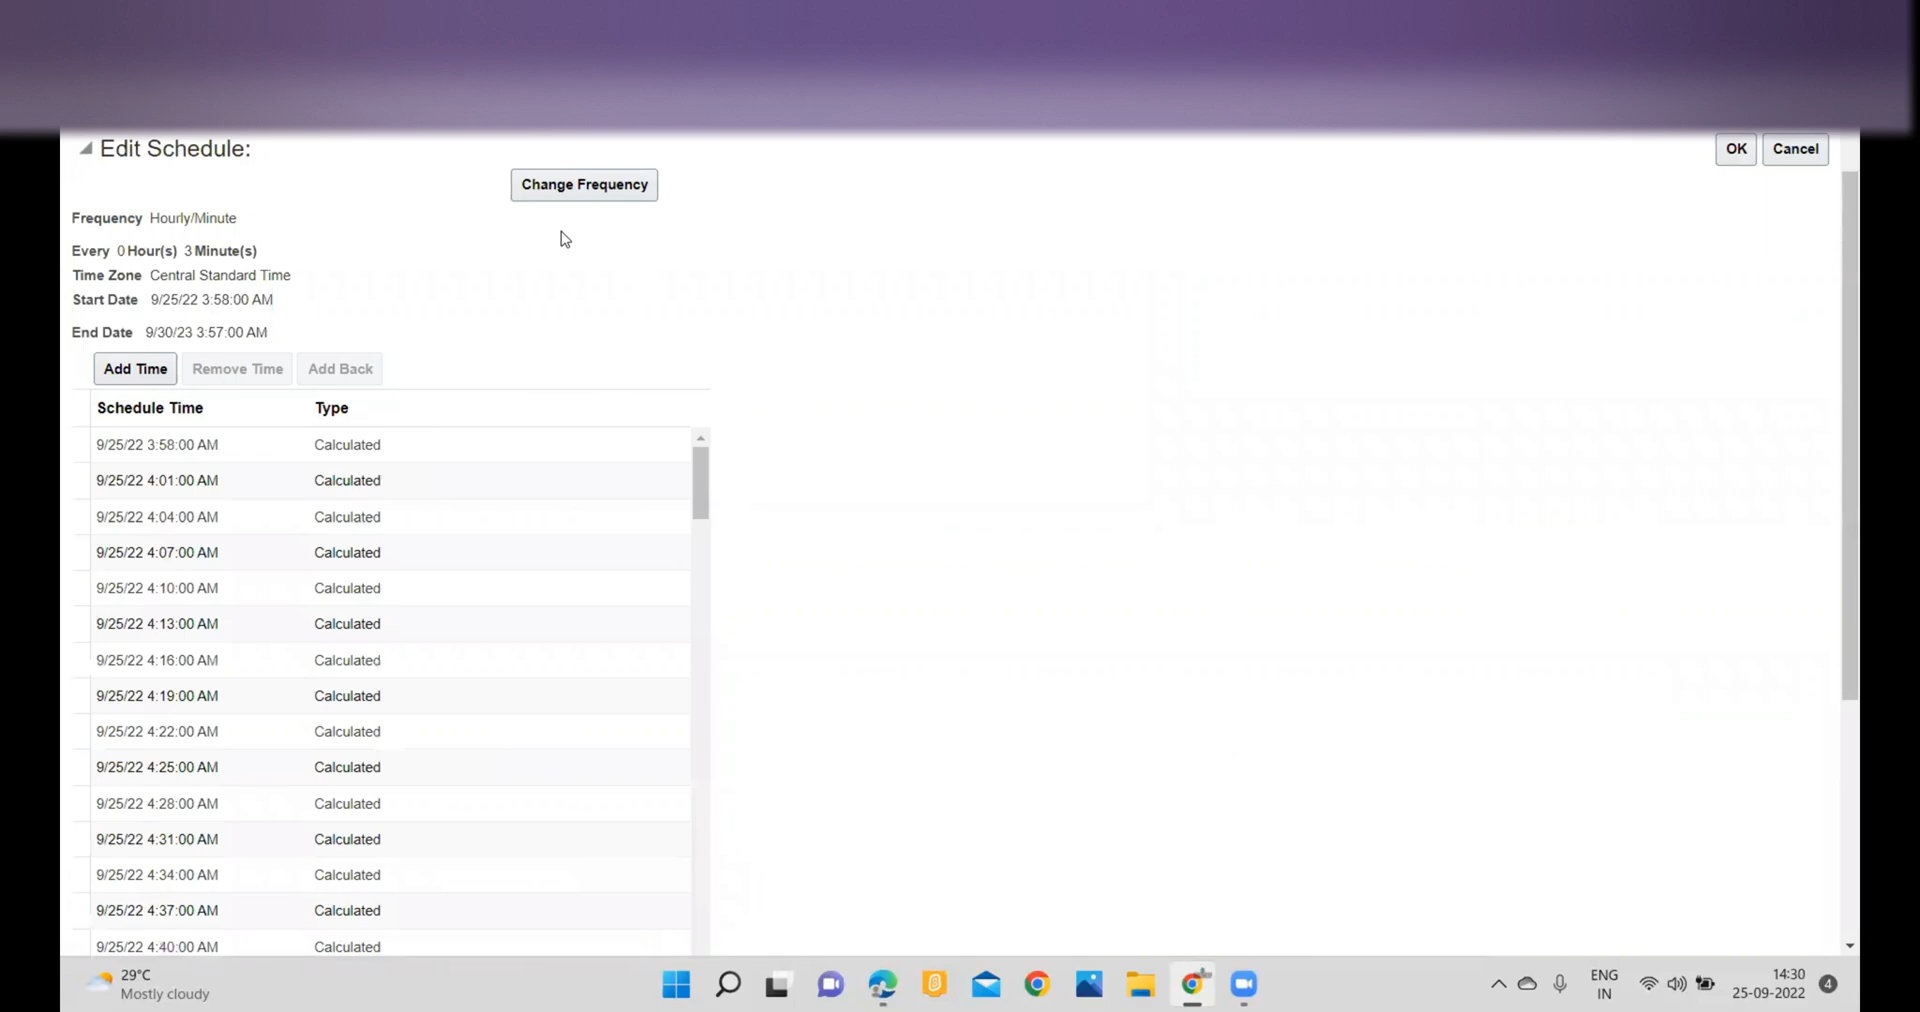 Edit Schedule:
OK Cancel
Change Frequency
Frequency Hourly/Minute
Every 0 Hour(s) 3 Minute(s)
Time Zone Central Standard Time
Start Date 9/25/22 3:58:00 AM
End Date 9/30/23 3:57:00 AM
Add Time Remove Time Add Back
Schedule Time Type
9/25/22 3:58:00 AM Calculated
9/25/22 4:01:00 AM Calculated
9/25/22 4:04:00 AM Calculated
9/25/22 4:07:00 AM Calculated
9/25/22 4:10:00 AM Calculated
9/25/22 4:13:00 AM Calculated
9/25/22 4:16:00 AM Calculated
9/25/22 4:19:00 AM Calculated
9/25/22 4:22:00 AM Calculated
9/25/22 4:25:00 AM Calculated
9/25/22 4:28:00 AM Calculated
9/25/22 4:31:00 AM Calculated
9/25/22 4:34:00 AM Calculated
9/25/22 4:37:00 AM Calculated
9/25/22 4:40:00 AM Calculated
29°C
Mostly cloudy
ENG
IN
14:30
25-09-2022
4